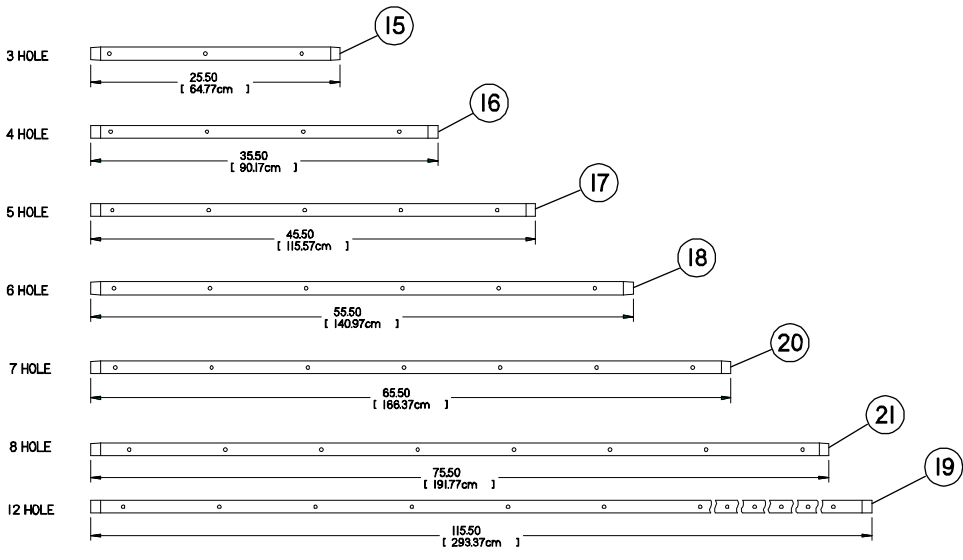 15
3 HOLE
25.50
[ 64.77cm ]
16
4 HOLE
35.50
[ 90.17cm ]
17
5 HOLE
45.50
[ 115.57cm ]
18
6 HOLE
55.50
[ 140.97cm ]
20
7 HOLE
65.50
[ 166.37cm ]
21
8 HOLE
75.50
[ 191.77cm ]
19
12 HOLE
115.50
[ 293.37cm ]